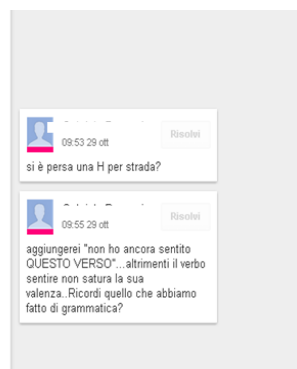 Risolvi
09:53 29 ott
si è persa una H per strada?
Risolvi
09:55 29 ott
aggiungerei "non ho ancora sentito
QUESTO VERSO"...altrimenti il verbo
sentire non satura la sua
valenza..Ricordi quello che abbiamo
fatto di grammatica?